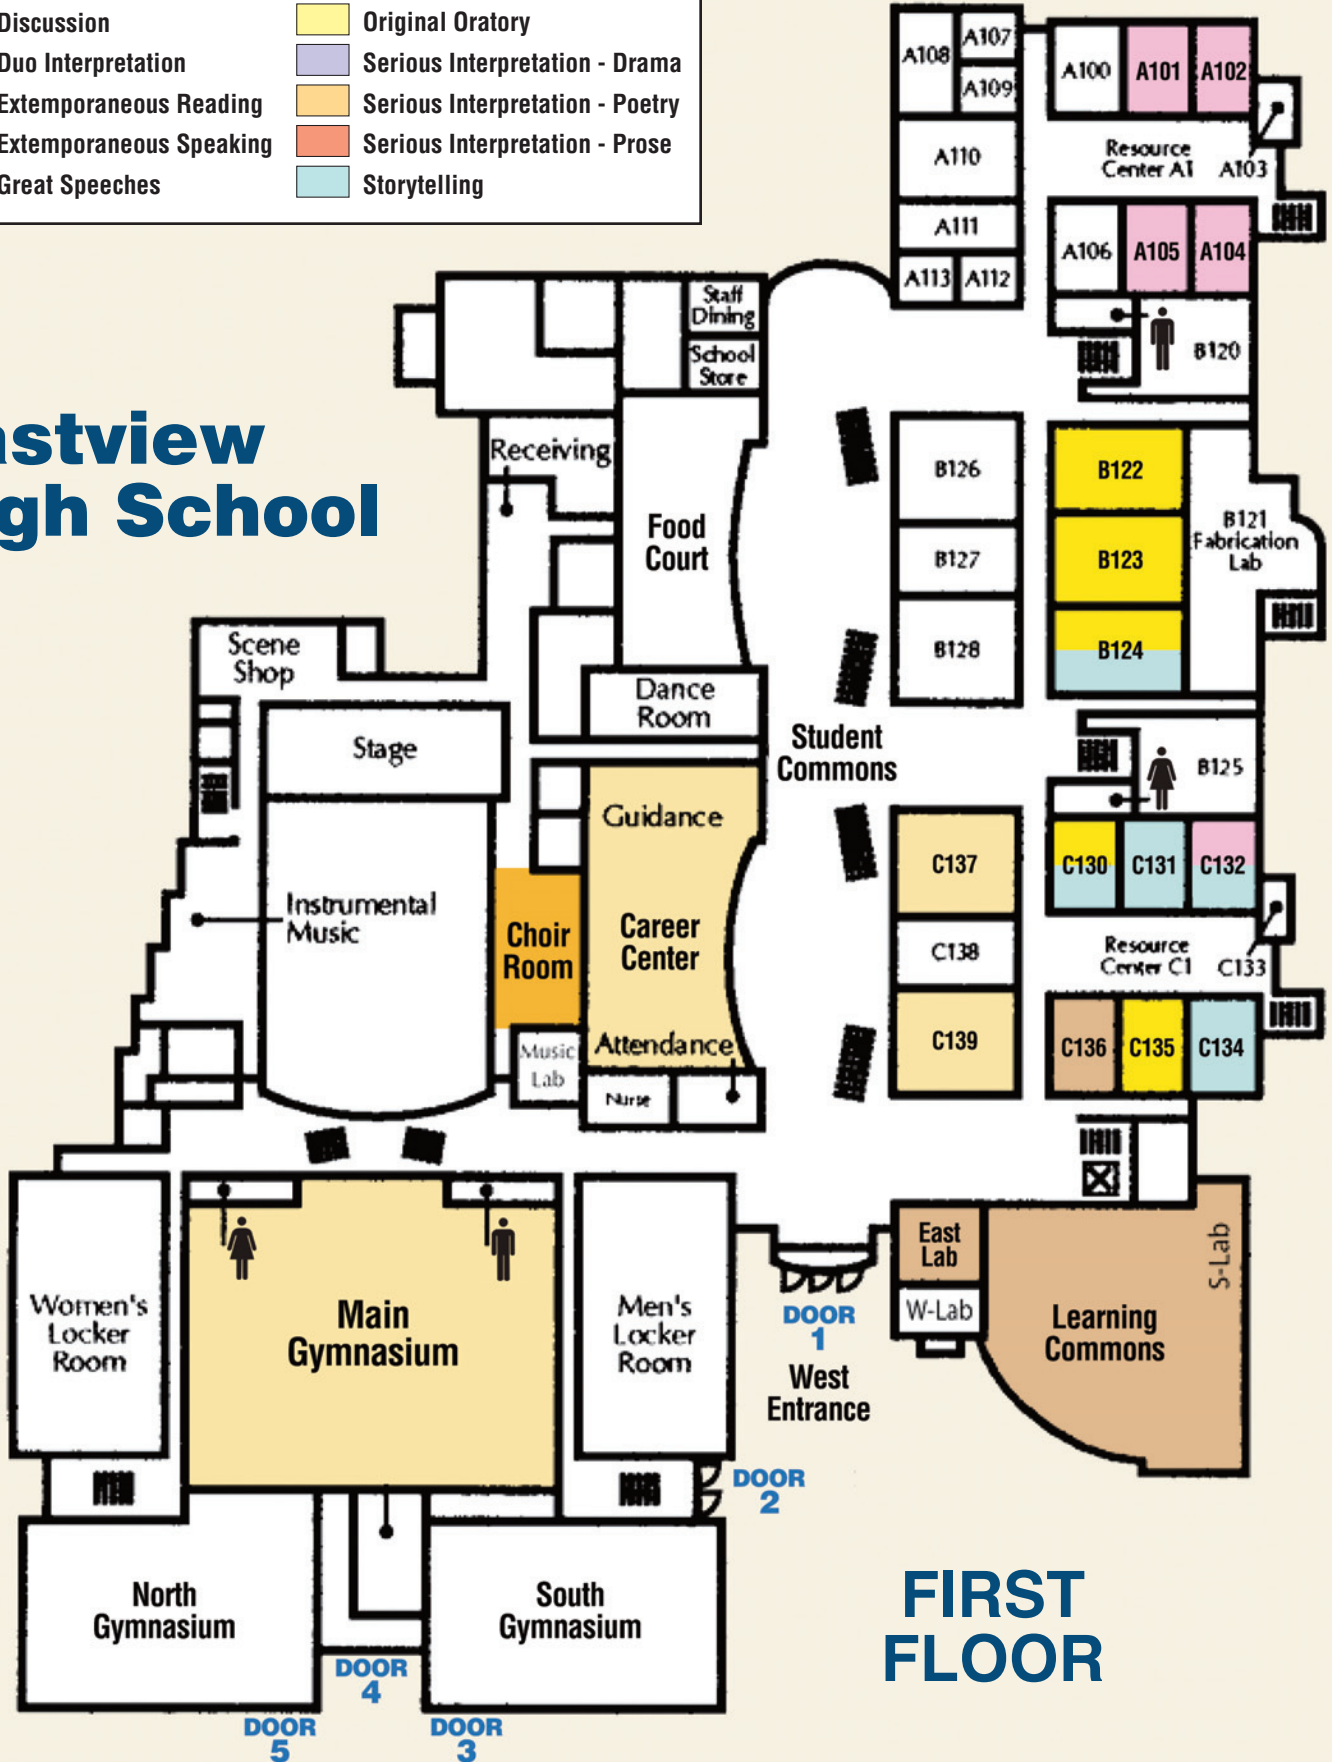 Discussion
Duo Interpretation
Extemporaneous Reading
Extemporaneous Speaking
Great Speeches
Original Oratory
Serious Interpretation - Drama
Serious Interpretation - Poetry
Serious Interpretation - Prose
Storytelling
astview
gh School
A108
A107
A109
A110
A111
A113
A112
A100
A101
A102
Resource
Center A1
A103
A106
A105
A104
B120
Staff
Dining
School
Store
Receiving
Food
Court
B126
B127
B128
B122
B123
B124
B121
Fabrication
Lab
Scene
Shop
Dance
Room
Stage
Student
Commons
B125
Guidance
Instrumental
Music
Choir
Room
Career
Center
C137
C138
C139
C130
C131
C132
Resource
Center C1
C133
C136
C135
C134
Music
Lab
Attendance
Nurse
Women's
Locker
Room
Main
Gymnasium
Men's
Locker
Room
DOOR
1
West
Entrance
East
Lab
W-Lab
S-Lab
Learning
Commons
DOOR
2
North
Gymnasium
South
Gymnasium
DOOR
4
DOOR
5
DOOR
3
FIRST
FLOOR